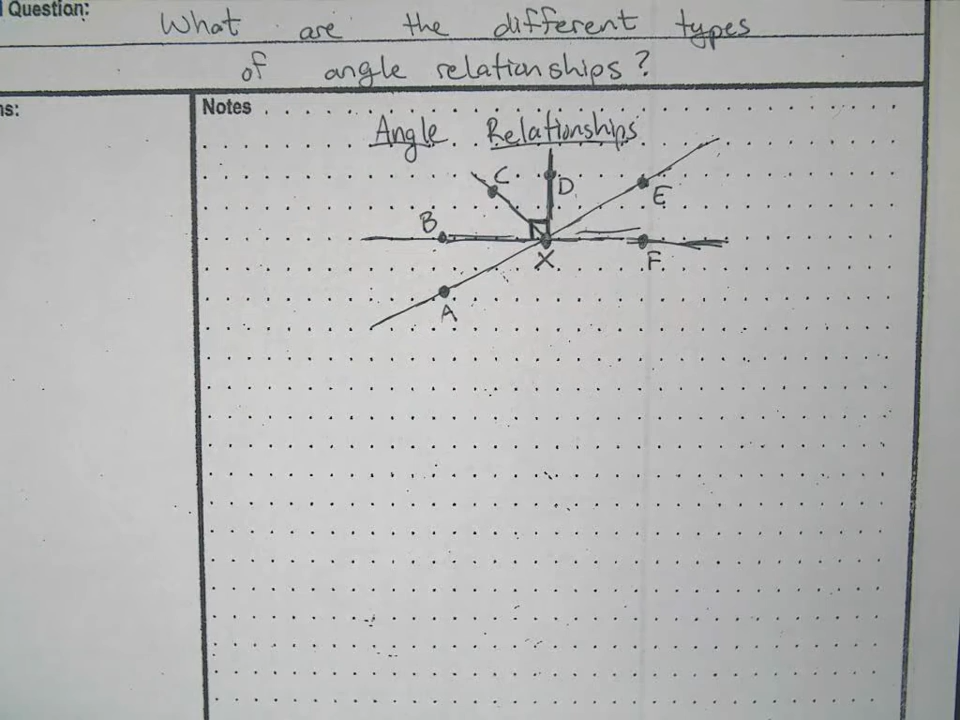 Question:
What are the different types
of angle relationships?
ns:
Notes
Angle Relationships
C
D
E
B
X
F
A